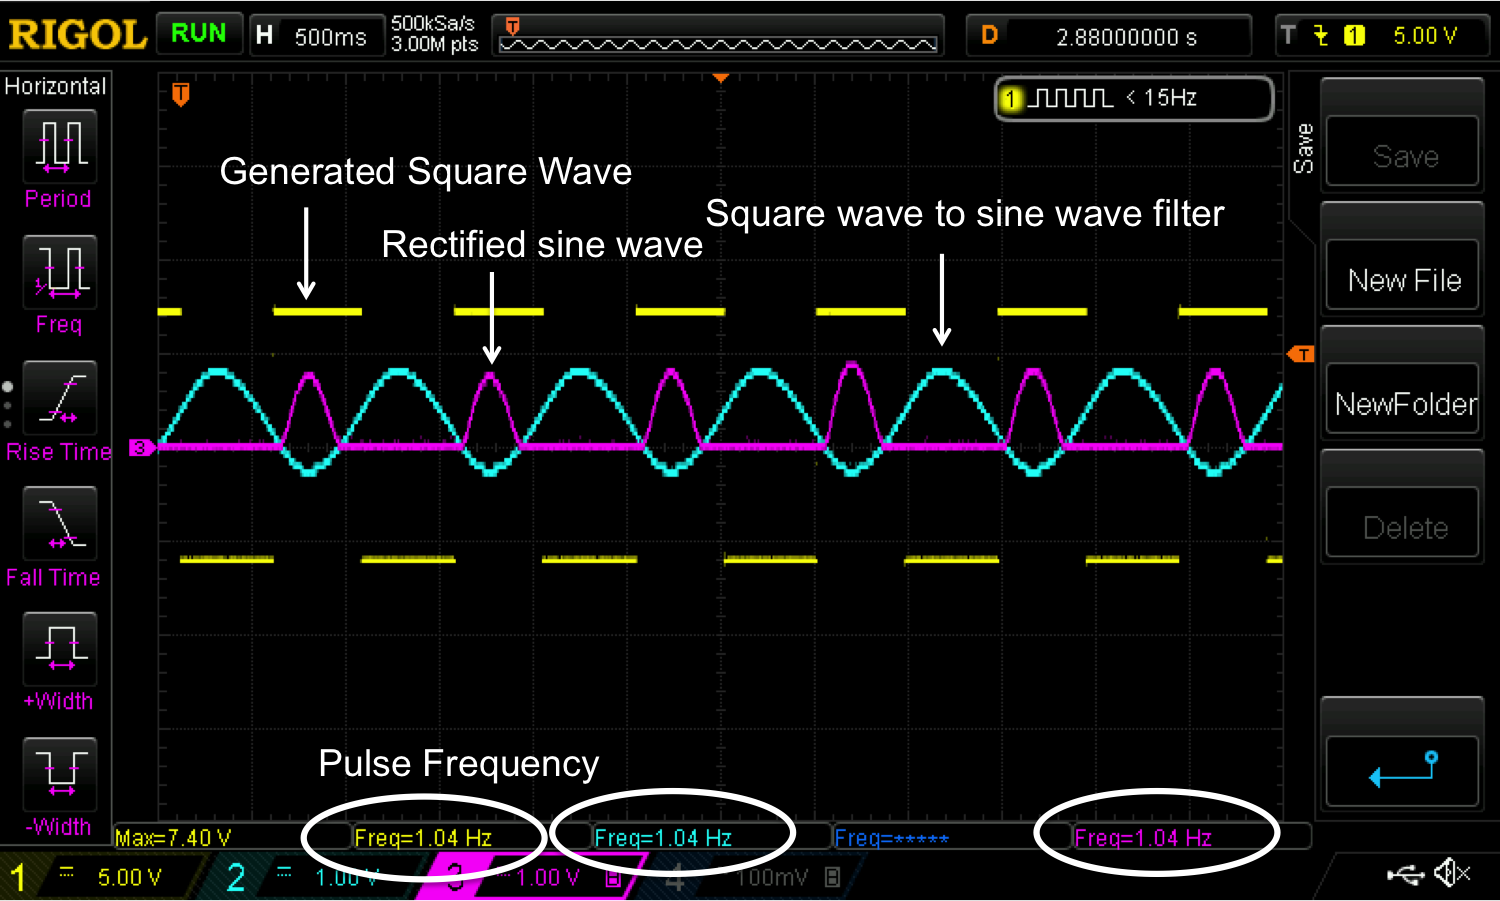 RIGOL RUN H 500ms 500kSa/s 3.00M pts T D 2.88000000 s T 1 5.00 V
Horizontal
T
1 < 15Hz
Save
Save
Period
Generated Square Wave
Square wave to sine wave filter
Rectified sine wave
New File
1/
Freq
T
NewFolder
Rise Time
3
Delete
Fall Time
+Width
Pulse Frequency
-Width
Max=7.40 V Freq=1.04 Hz Freq=1.04 Hz Freq=***** Freq=1.04 Hz
1 5.00 V 2 1.00 V 3 1.00 V B 4 100mV B